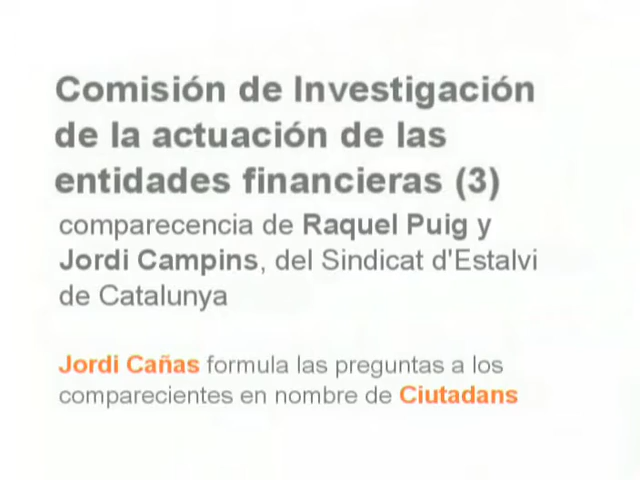 Comisión de Investigación
de la actuación de las
entidades financieras (3)
comparecencia de Raquel Puig y
Jordi Campins, del Sindicat d'Estalvi
de Catalunya
Jordi Cañas formula las preguntas a los
comparecientes en nombre de Ciutadans